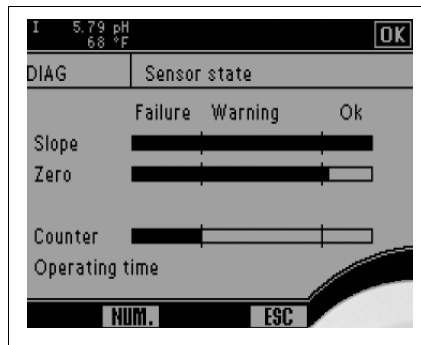 I 5.79 pH
68 °F
OK
DIAG Sensor state
Failure Warning Ok
Slope
Zero
Counter
Operating time
NUM. ESC